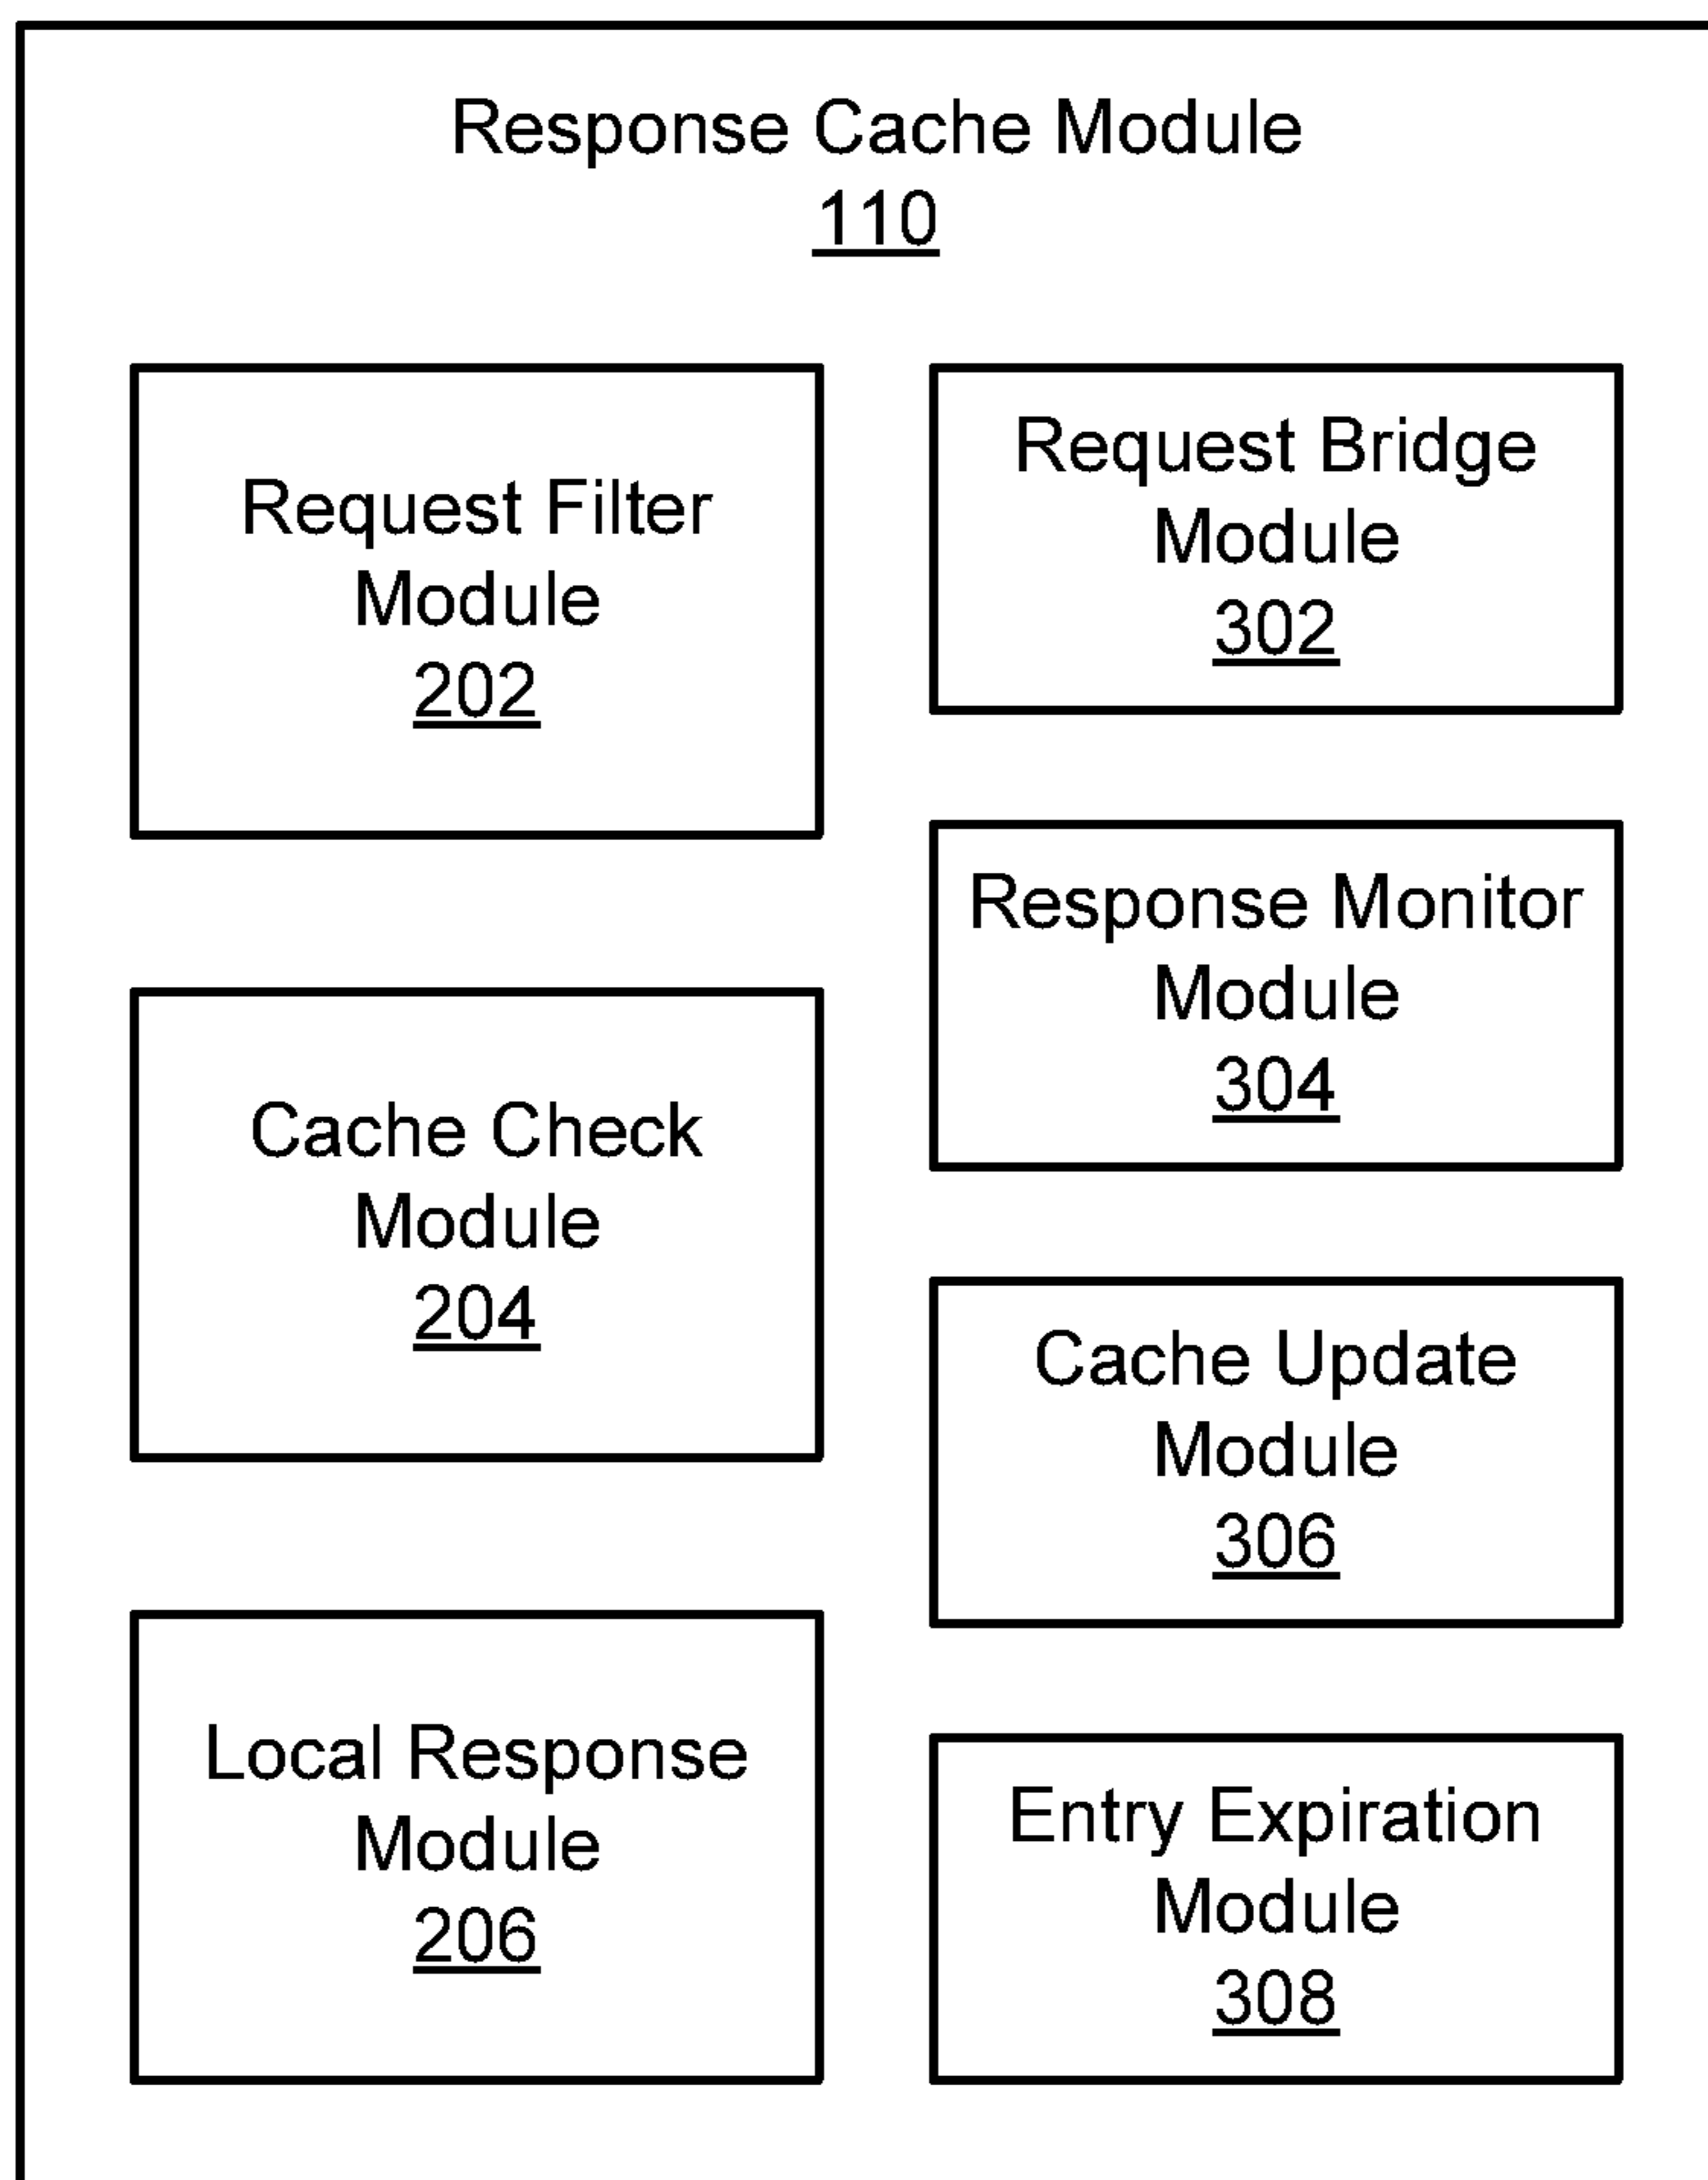 Response Cache Module
110
Request Filter
Module
202
Cache Check
Module
204
Local Response
Module
206
Request Bridge
Module
302
Response Monitor
Module
304
Cache Update
Module
306
Entry Expiration
Module
308